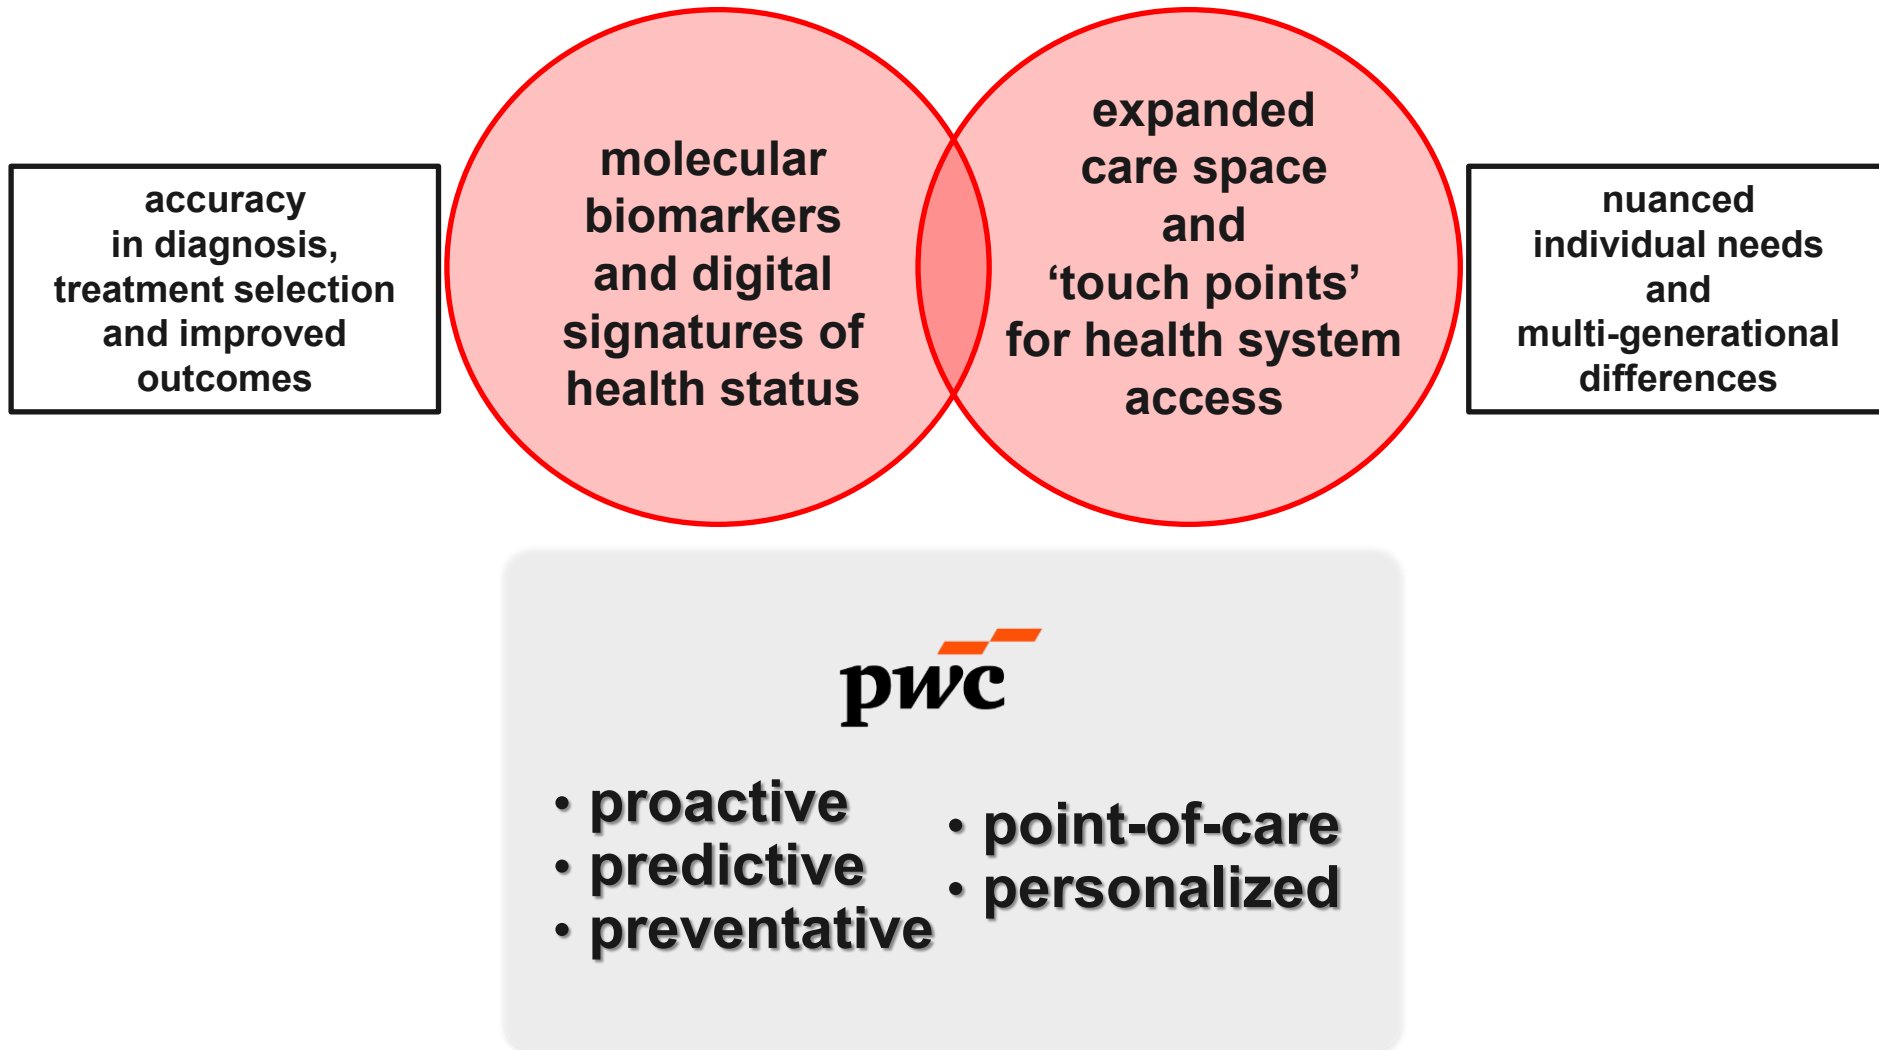 accuracy
in diagnosis,
treatment selection
and improved
outcomes
molecular
biomarkers
and digital
signatures of
health status
expanded
care space
and
‘touch points’
for health system
access
nuanced
individual needs
and
multi-generational
differences
pwc
• proactive
• predictive
• preventative
• point-of-care
• personalized